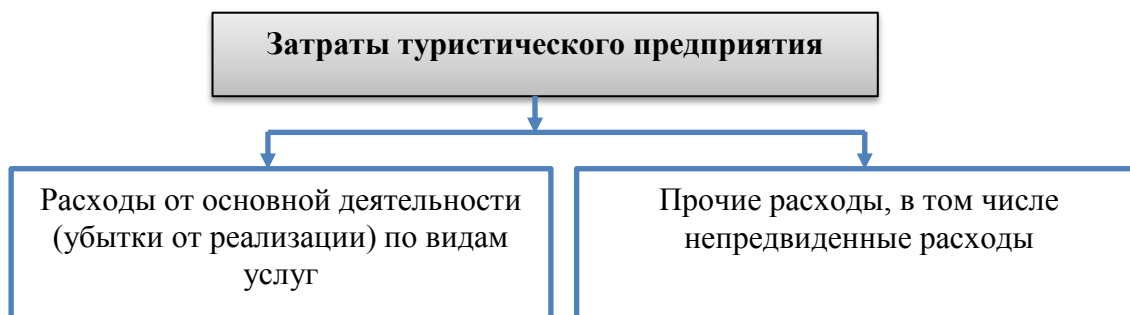 Затраты туристического предприятия
Расходы от основной деятельности
(убытки от реализации) по видам
услуг
Прочие расходы, в том числе
непредвиденные расходы